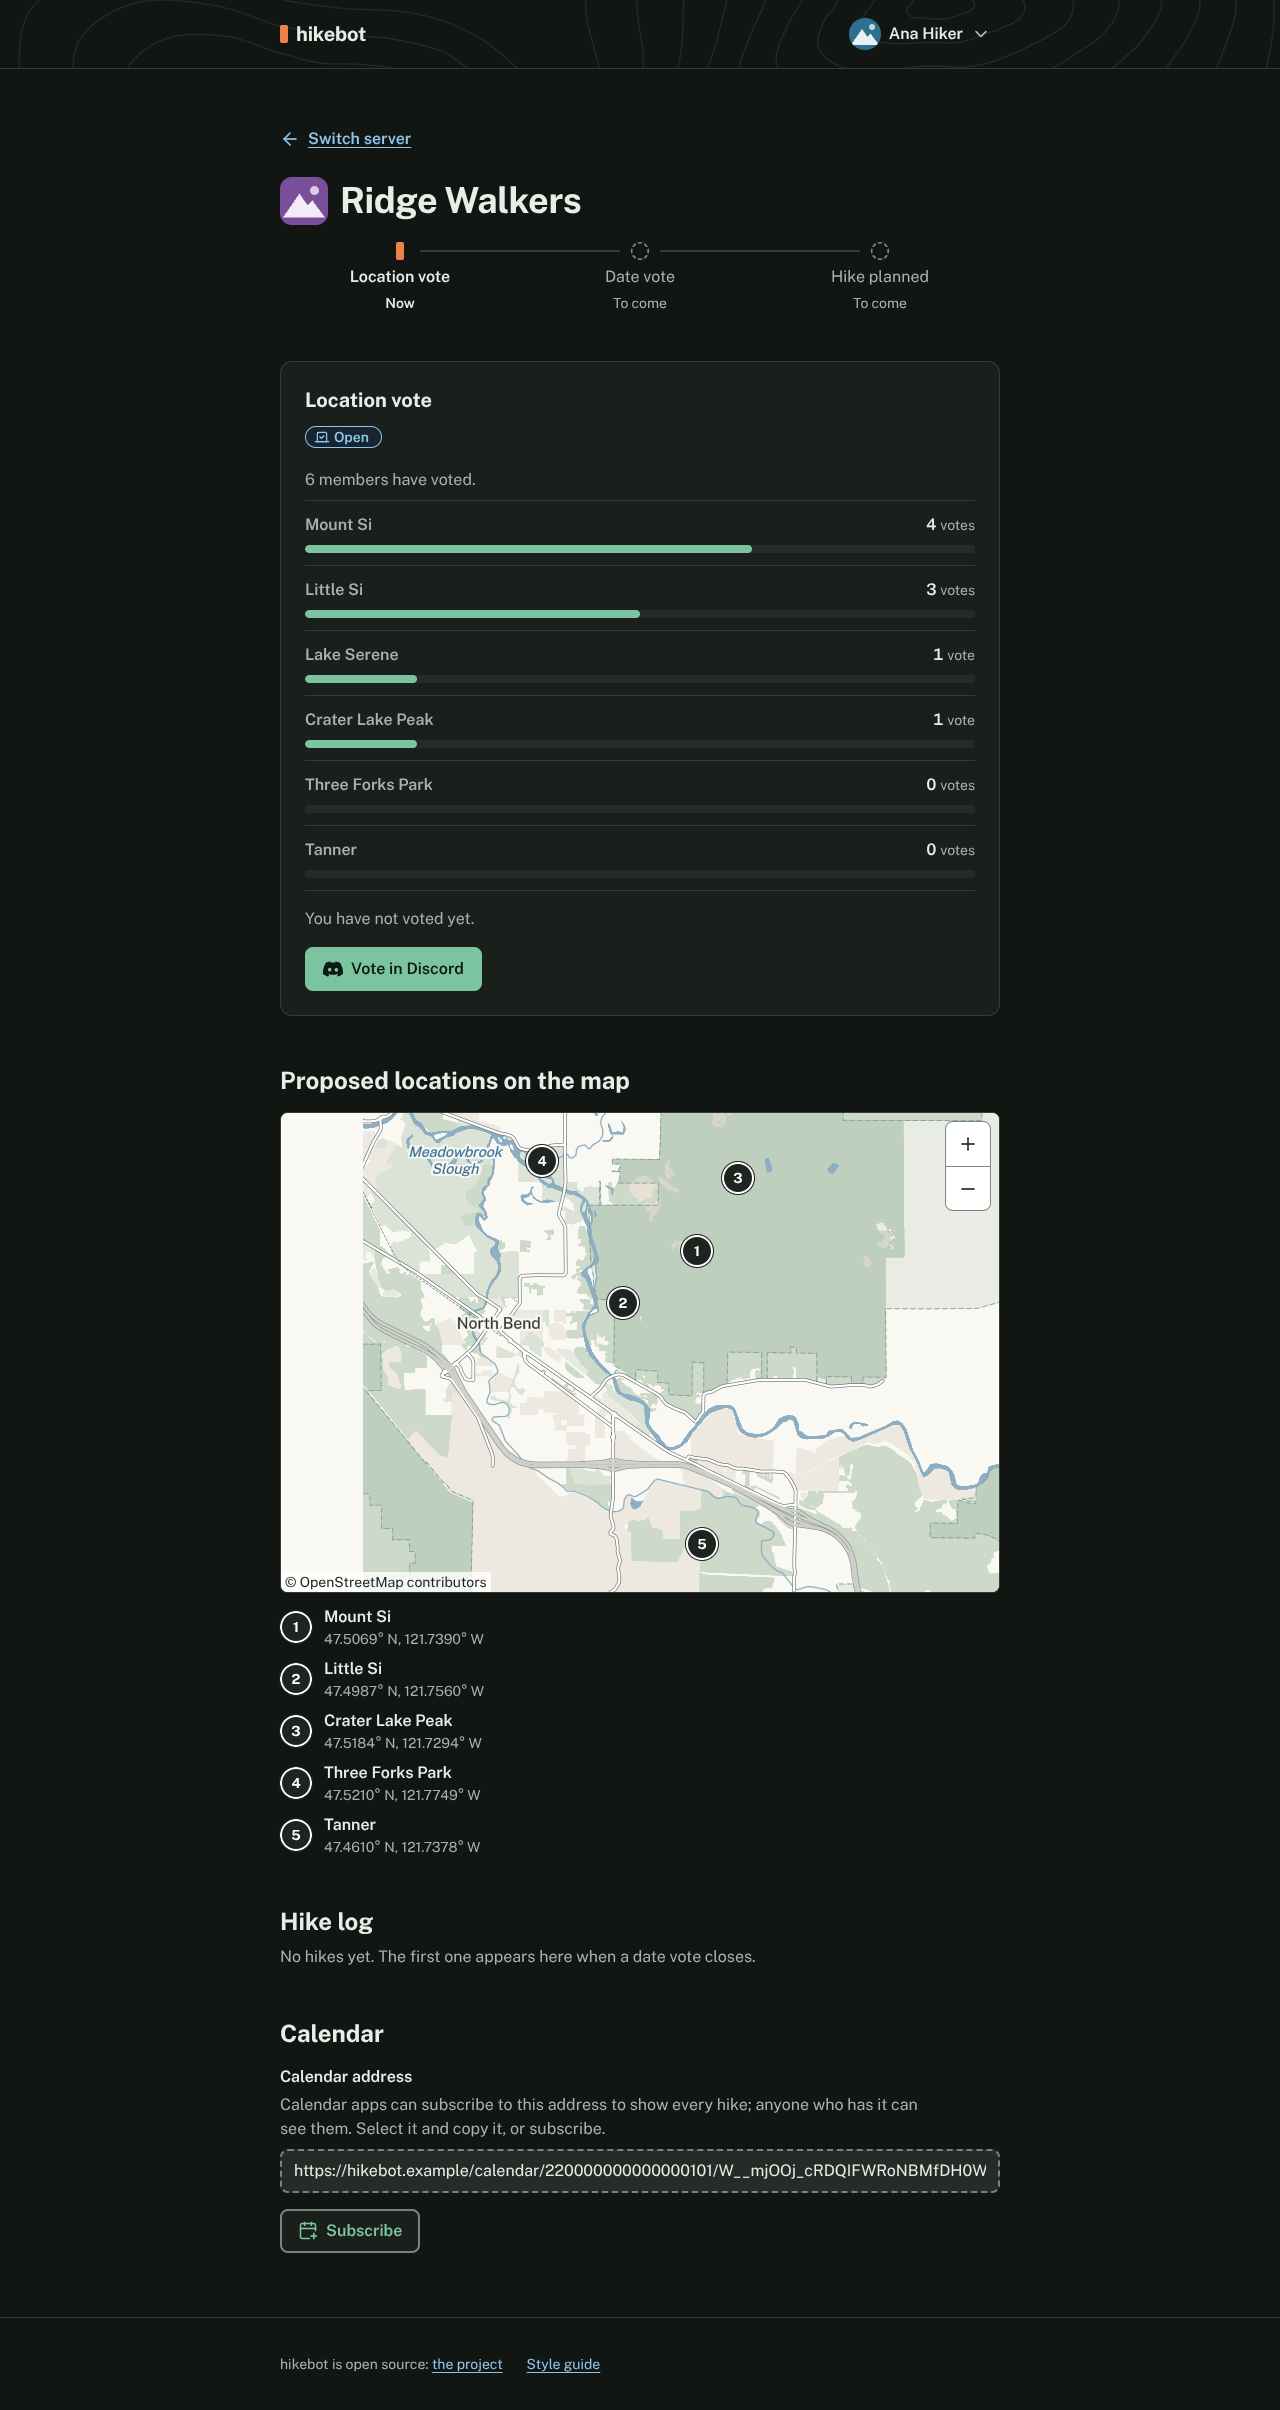 hikebot
Ana Hiker
Switch server
Ridge Walkers
Location vote
Now
Date vote
To come
Hike planned
To come
Location vote
Open
6 members have voted.
Mount Si
4 votes
Little Si
3 votes
Lake Serene
1 vote
Crater Lake Peak
1 vote
Three Forks Park
0 votes
Tanner
0 votes
You have not voted yet.
Vote in Discord
Proposed locations on the map
Meadowbrook
Slough
4
3
1
2
North Bend
5
+
−
© OpenStreetMap contributors
1
Mount Si
47.5069° N, 121.7390° W
2
Little Si
47.4987° N, 121.7560° W
3
Crater Lake Peak
47.5184° N, 121.7294° W
4
Three Forks Park
47.5210° N, 121.7749° W
5
Tanner
47.4610° N, 121.7378° W
Hike log
No hikes yet. The first one appears here when a date vote closes.
Calendar
Calendar address
Calendar apps can subscribe to this address to show every hike; anyone who has it can
see them. Select it and copy it, or subscribe.
https://hikebot.example/calendar/220000000000000101/W__mjOOj_cRDQIFWRoNBMfDH0W
Subscribe
hikebot is open source: the project
Style guide